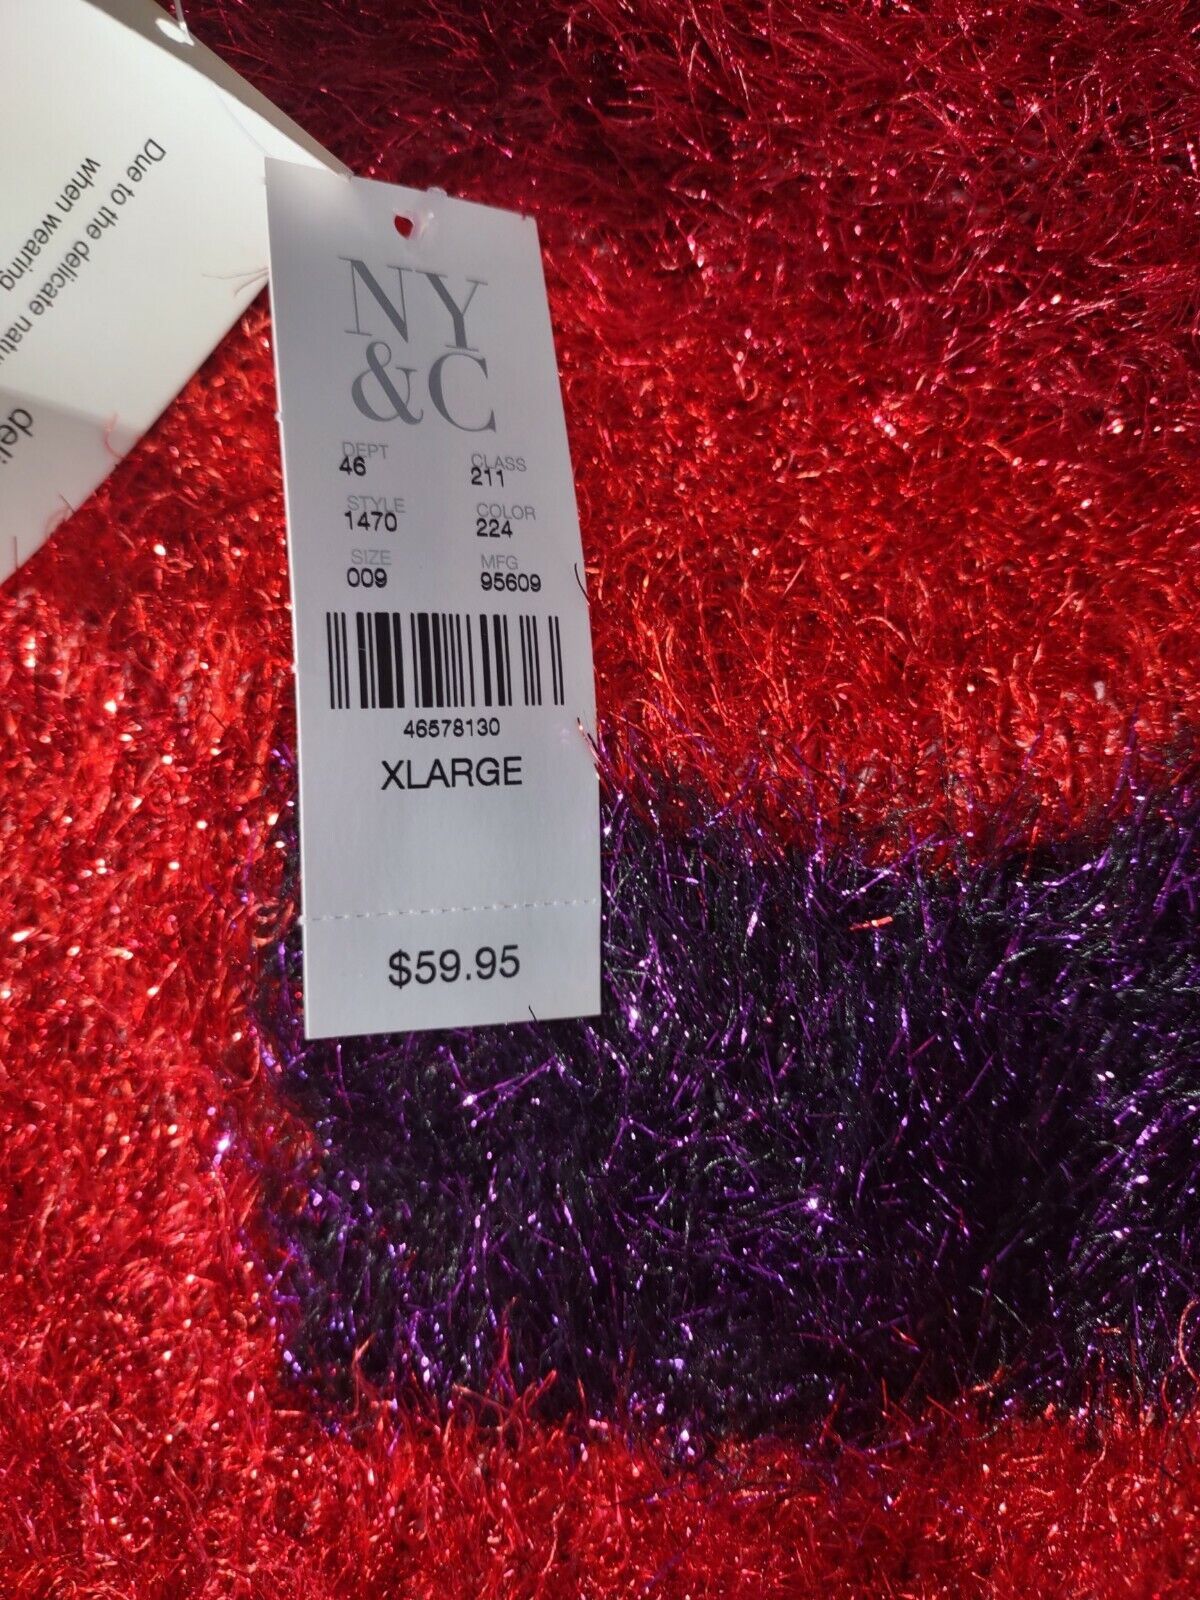 Due to the delicate natu
when wearing
deli
NY
&C
DEPT CLASS
46 211
STYLE COLOR
1470 224
SIZE MFG
009 95609
46578130
XLARGE
$59.95